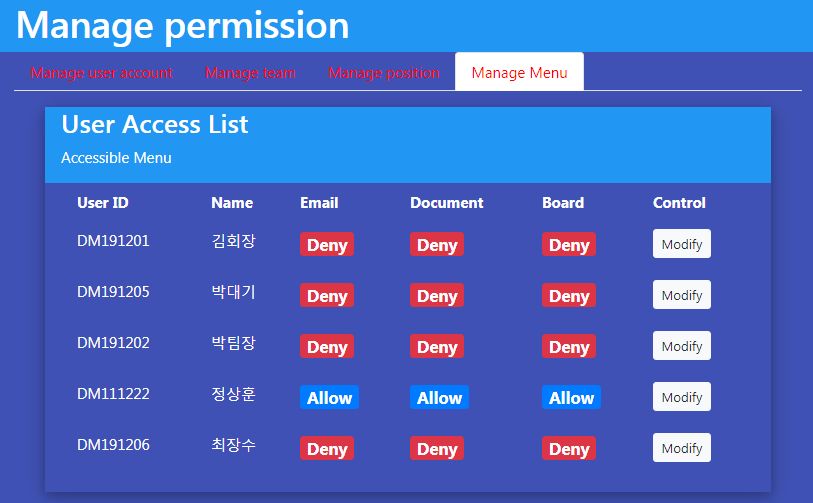 Manage permission
Manage user account Manage team Manage position Manage Menu
User Access List
Accessible Menu
User ID Name Email Document Board Control
DM191201 김회장 Deny Deny Deny Modify
DM191205 박대기 Deny Deny Deny Modify
DM191202 박팀장 Deny Deny Deny Modify
DM111222 정상훈 Allow Allow Allow Modify
DM191206 최장수 Deny Deny Deny Modify